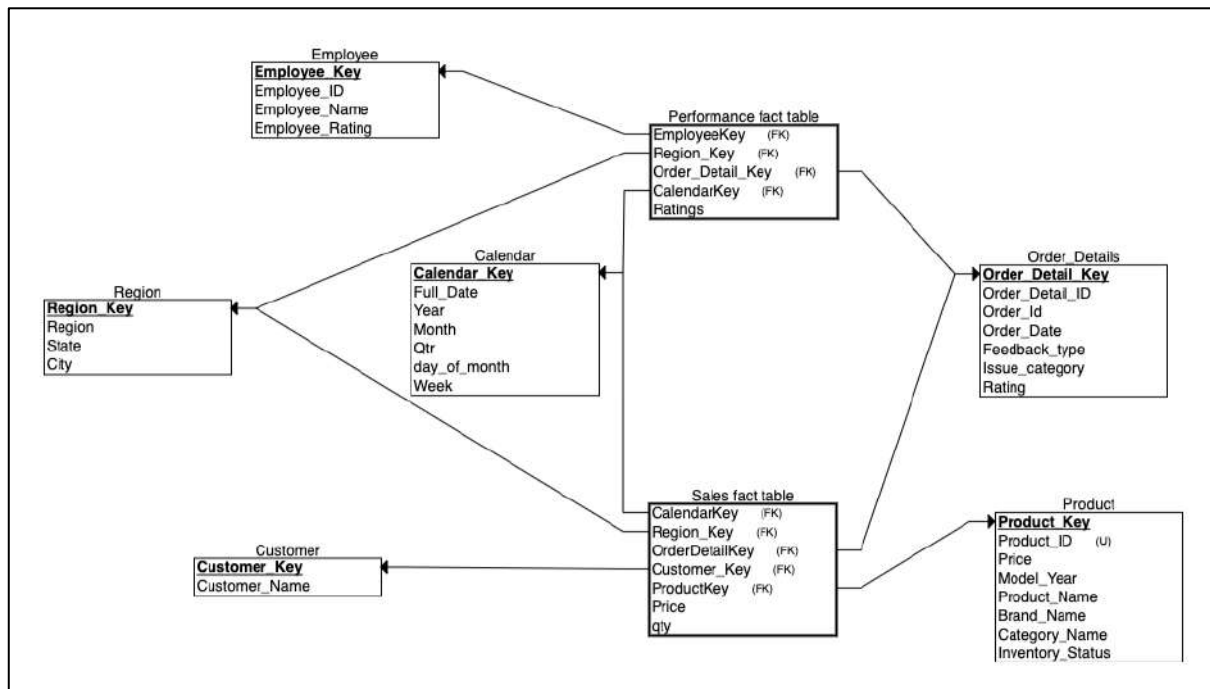 Employee
Employee_Key
Employee_ID
Employee_Name
Employee_Rating
Performance fact table
EmployeeKey (FK)
Region_Key (FK)
Order_Detail_Key (FK)
CalendarKey (FK)
Ratings
Calendar
Calendar_Key
Full_Date
Year
Month
Qtr
day_of_month
Week
Region
Region_Key
Region
State
City
Order_Details
Order_Detail_Key
Order_Detail_ID
Order_Id
Order_Date
Feedback_type
Issue_category
Rating
Sales fact table
CalendarKey (FK)
Region_Key (FK)
OrderDetailKey (FK)
Customer_Key (FK)
ProductKey (FK)
Price
qty
Customer
Customer_Key
Customer_Name
Product
Product_Key
Product_ID (U)
Price
Model_Year
Product_Name
Brand_Name
Category_Name
Inventory_Status